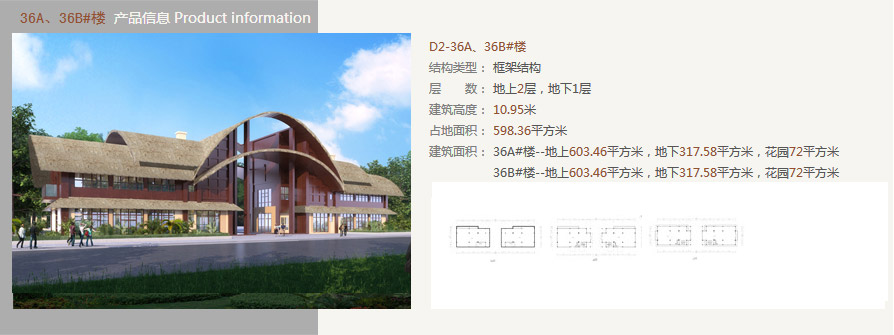 36A、36B#楼 产品信息 Product information
D2-36A、36B#楼
结构类型： 框架结构
层　　数： 地上2层，地下1层
建筑高度： 10.95米
占地面积： 598.36平方米
建筑面积： 36A#楼--地上603.46平方米，地下317.58平方米，花园72平方米
36B#楼--地上603.46平方米，地下317.58平方米，花园72平方米